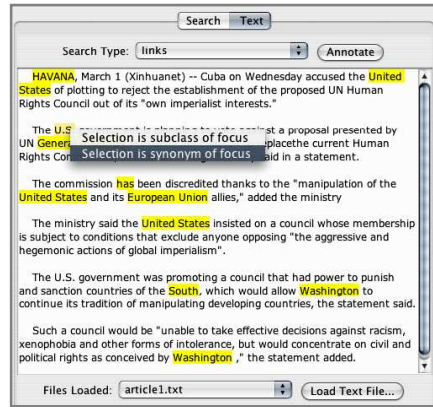 Search Text
Search Type: links Annotate
HAVANA, March 1 (Xinhuanet) -- Cuba on Wednesday accused the United
States of plotting to reject the establishment of the proposed UN Human
Rights Council out of its "own imperialist interests."
The U.S. government is planning to vote against a proposal presented by
Selection is subclass of focus
UN Genera eplacethe current Human
Selection is synonym of focus
Rights Com aid in a statement.
The commission has been discredited thanks to the "manipulation of the
United States and its European Union allies," added the ministry
The ministry said the United States insisted on a council whose membership
is subject to conditions that exclude anyone opposing "the aggressive and
hegemonic actions of global imperialism".
The U.S. government was promoting a council that had power to punish
and sanction countries of the South, which would allow Washington to
continue its tradition of manipulating developing countries, the statement said.
Such a council would be "unable to take effective decisions against racism,
xenophobia and other forms of intolerance, but would concentrate on civil and
political rights as conceived by Washington ," the statement added.
Files Loaded: article1.txt Load Text File...